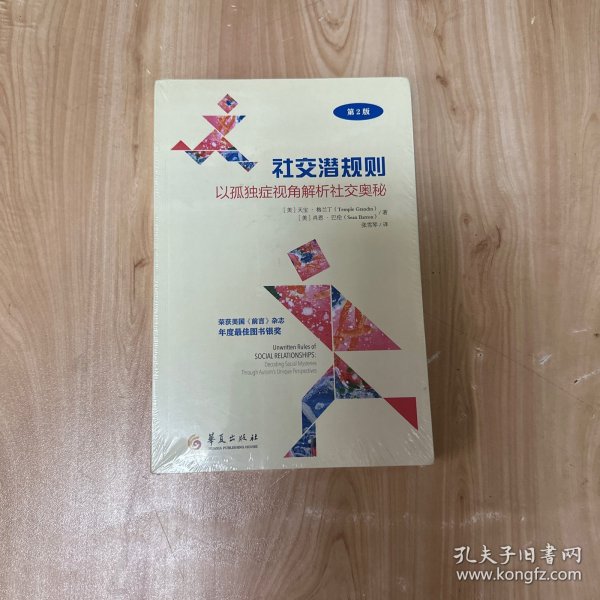 第2版
社交潜规则
以孤独症视角解析社交奥秘
[美]天宝·格兰丁(Temple Grandin)
[美]肖恩·巴伦(Sean Barron) /著
张雪琴/译
荣获美国《前言》杂志
年度最佳图书银奖
Unwritten Rules of
SOCIAL RELATIONSHIPS:
Decoding Social Mysteries
Through Autism's Unique Perspectives
华夏出版社
HUAXIA PUBLISHING HOUSE
孔夫子旧书网
www.kongfz.com